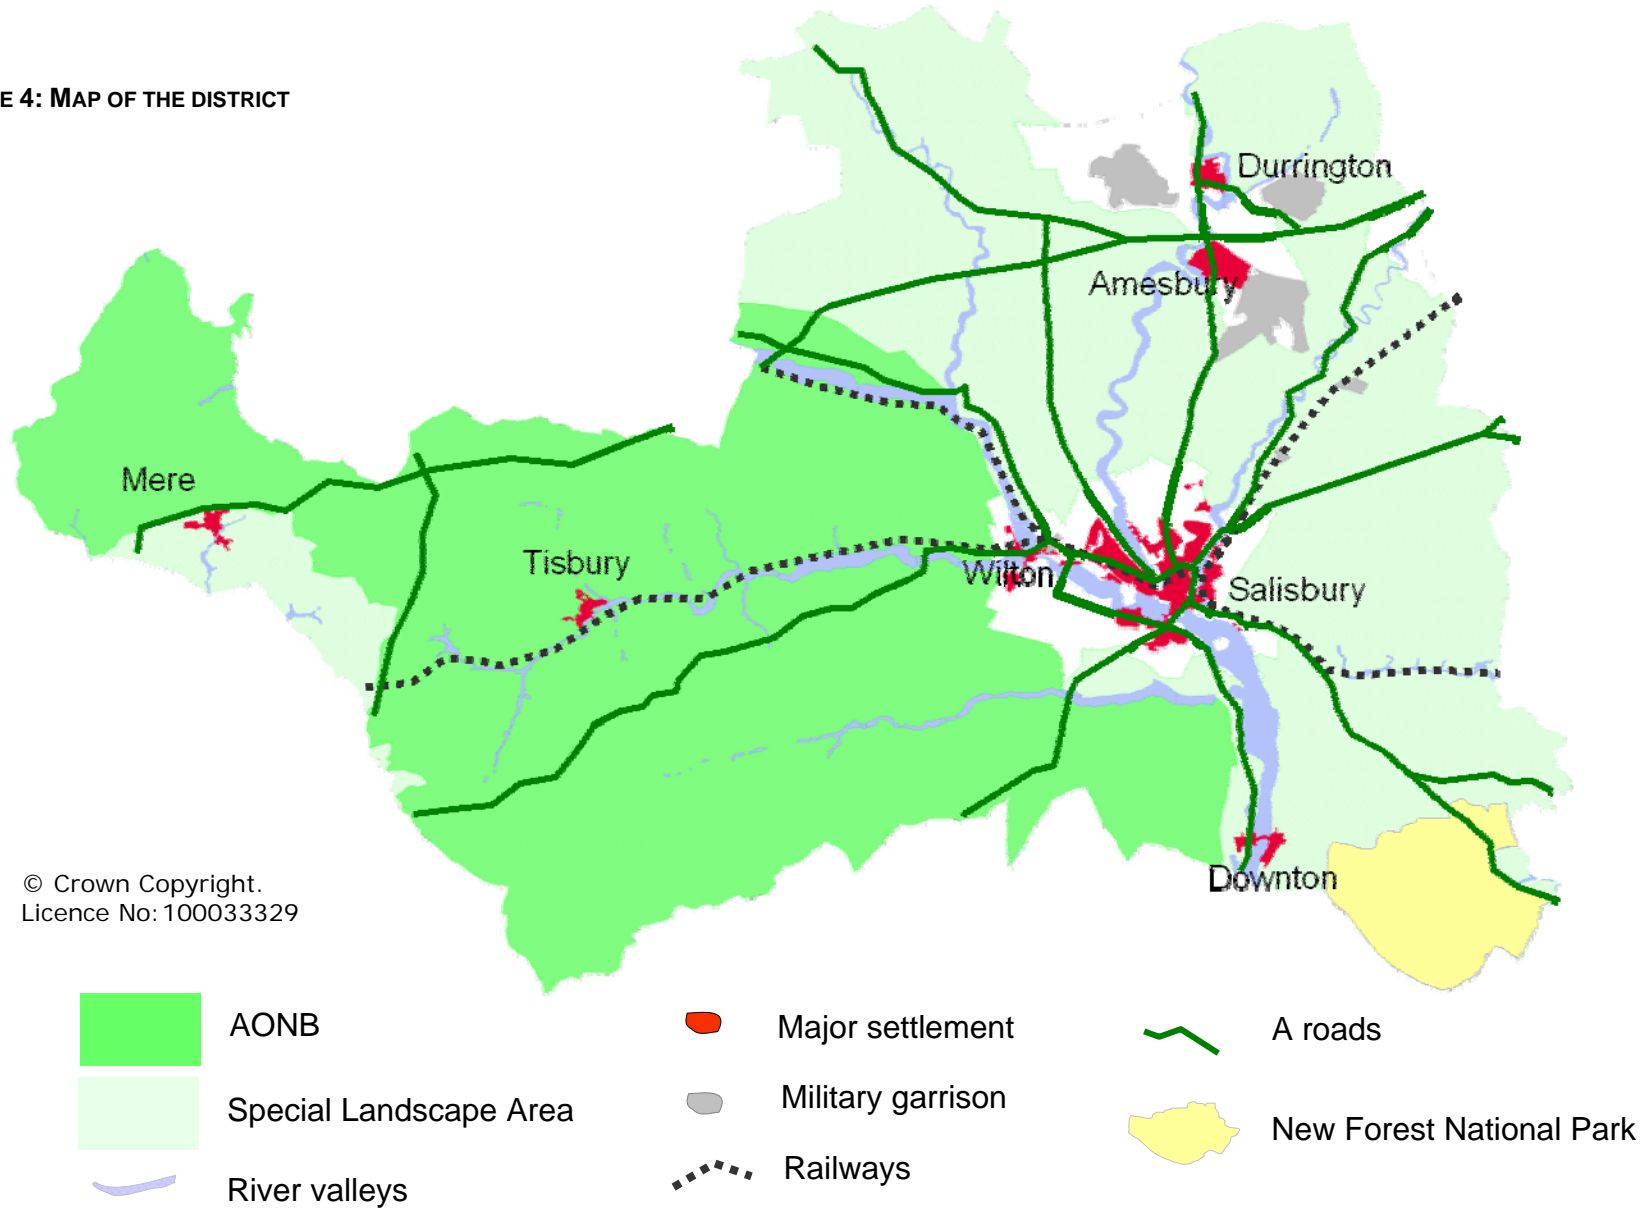 E 4: MAP OF THE DISTRICT
Durrington
Amesbury
Mere
Tisbury
Wilton
Salisbury
Downton
© Crown Copyright.
Licence No:100033329
AONB
Special Landscape Area
River valleys
Major settlement
Military garrison
Railways
A roads
New Forest National Park